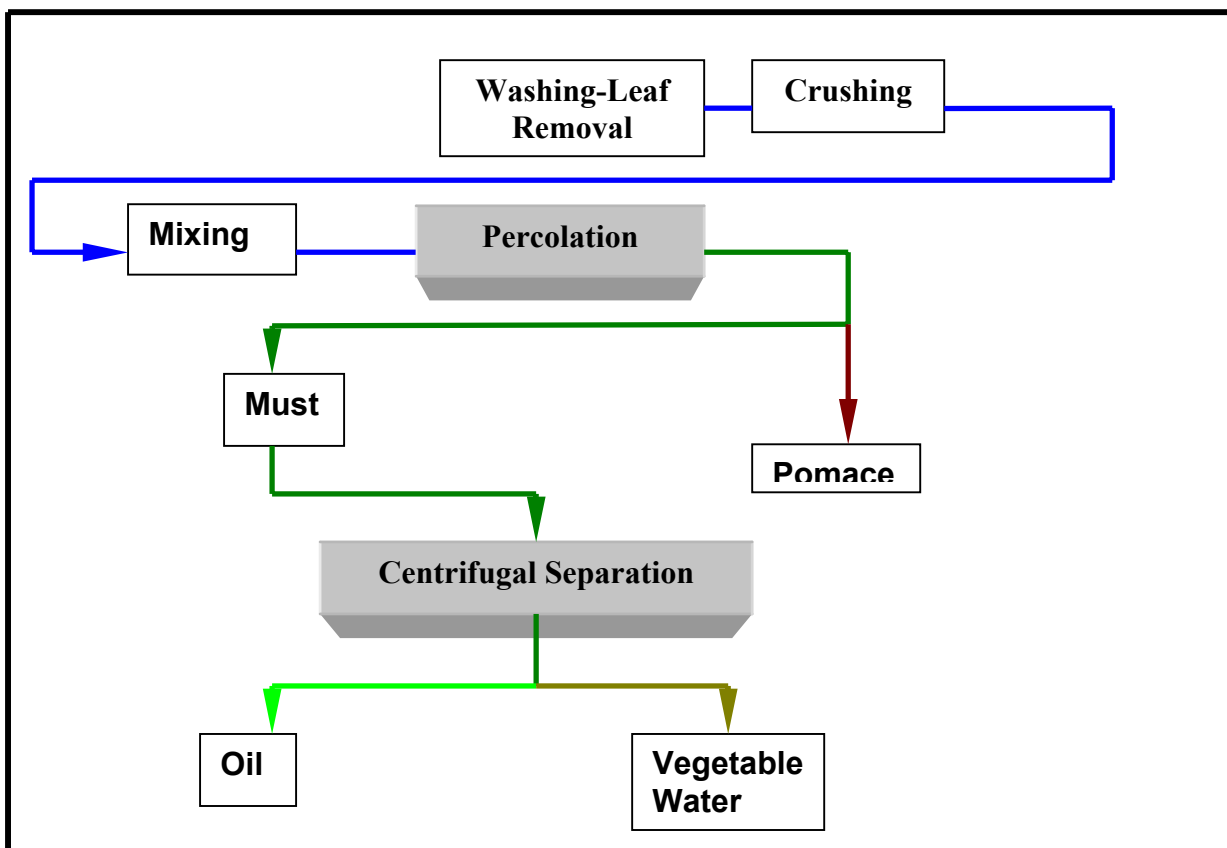 Washing-Leaf
Removal
Crushing
Mixing
Percolation
Must
Pomace
Centrifugal Separation
Oil
Vegetable
Water